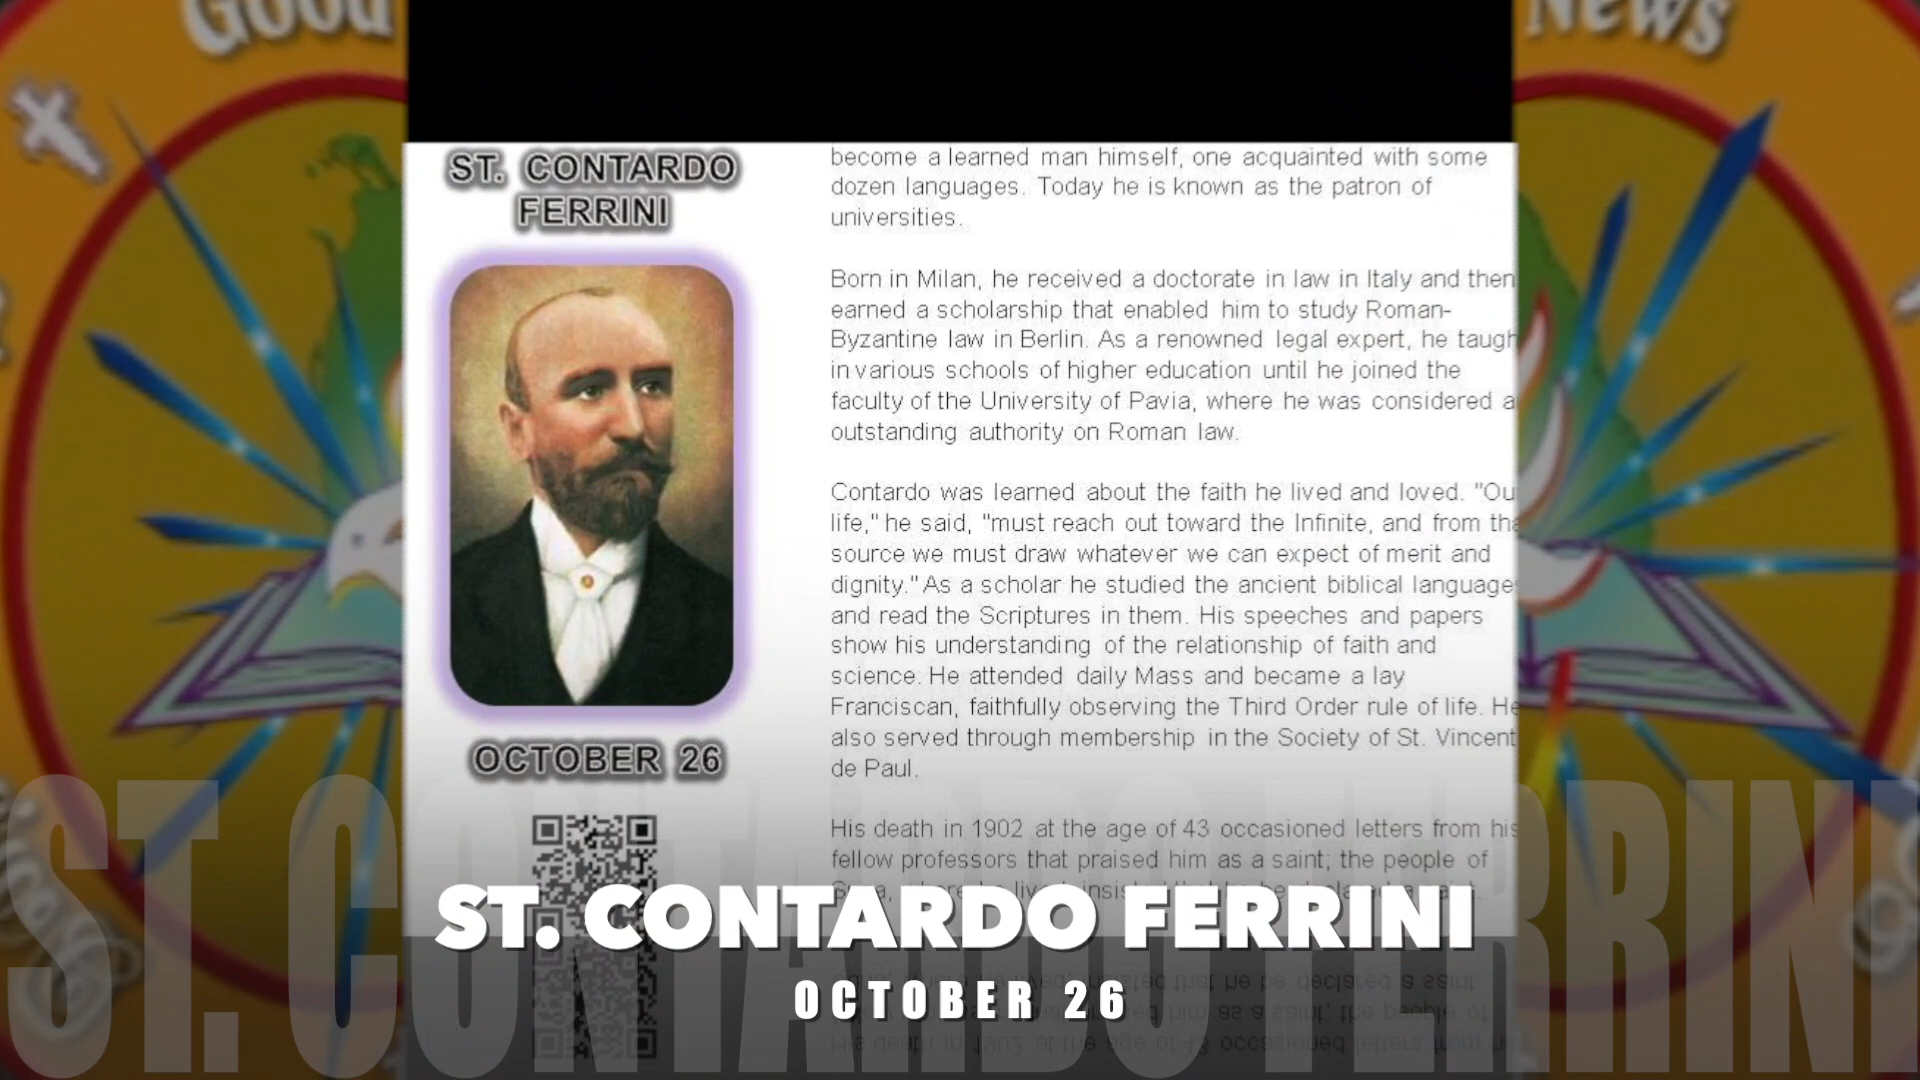 Good
News
ST. CONTARDO
FERRINI
become a learned man himself, one acquainted with some
dozen languages. Today he is known as the patron of
universities.
Born in Milan, he received a doctorate in law in Italy and then
earned a scholarship that enabled him to study Roman-
Byzantine law in Berlin. As a renowned legal expert, he taugh
in various schools of higher education until he joined the
faculty of the University of Pavia, where he was considered a
outstanding authority on Roman law.
Contardo was learned about the faith he lived and loved. "Ou
life," he said, "must reach out toward the Infinite, and from tha
source we must draw whatever we can expect of merit and
dignity." As a scholar he studied the ancient biblical languages
and read the Scriptures in them. His speeches and papers
show his understanding of the relationship of faith and
science. He attended daily Mass and became a lay
Franciscan, faithfully observing the Third Order rule of life. He
also served through membership in the Society of St. Vincent
de Paul.
OCTOBER 26
His death in 1902 at the age of 43 occasioned letters from his
fellow professors that praised him as a saint; the people of
ST. CONTARDO FERRINI
OCTOBER 26
ST. CONTARDO FERRINI